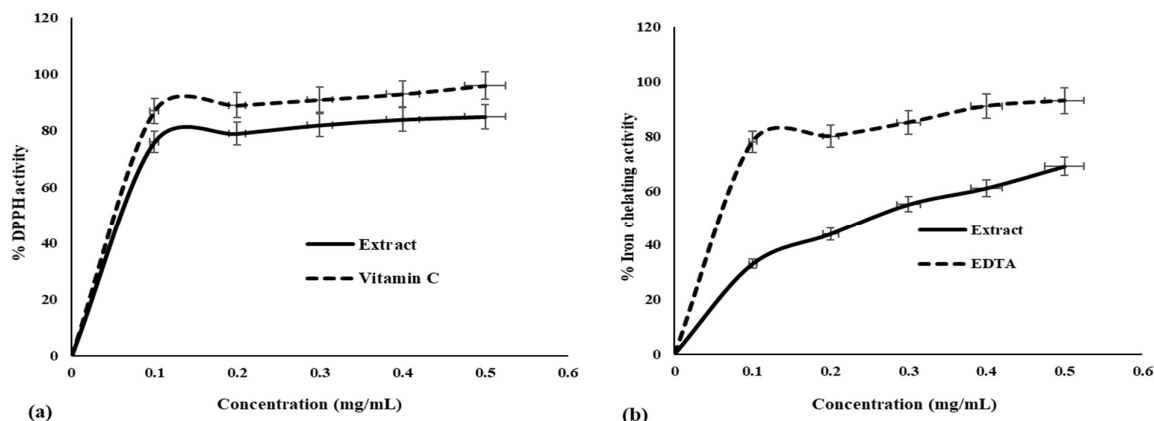 120
100
80
60
40
20
0
% DPPH activity
Extract
Vitamin C
0 0.1 0.2 0.3 0.4 0.5 0.6
Concentration (mg/mL)
(a)
120
100
80
60
40
20
0
% Iron chelating activity
Extract
EDTA
0 0.1 0.2 0.3 0.4 0.5 0.6
Concentration (mg/mL)
(b)